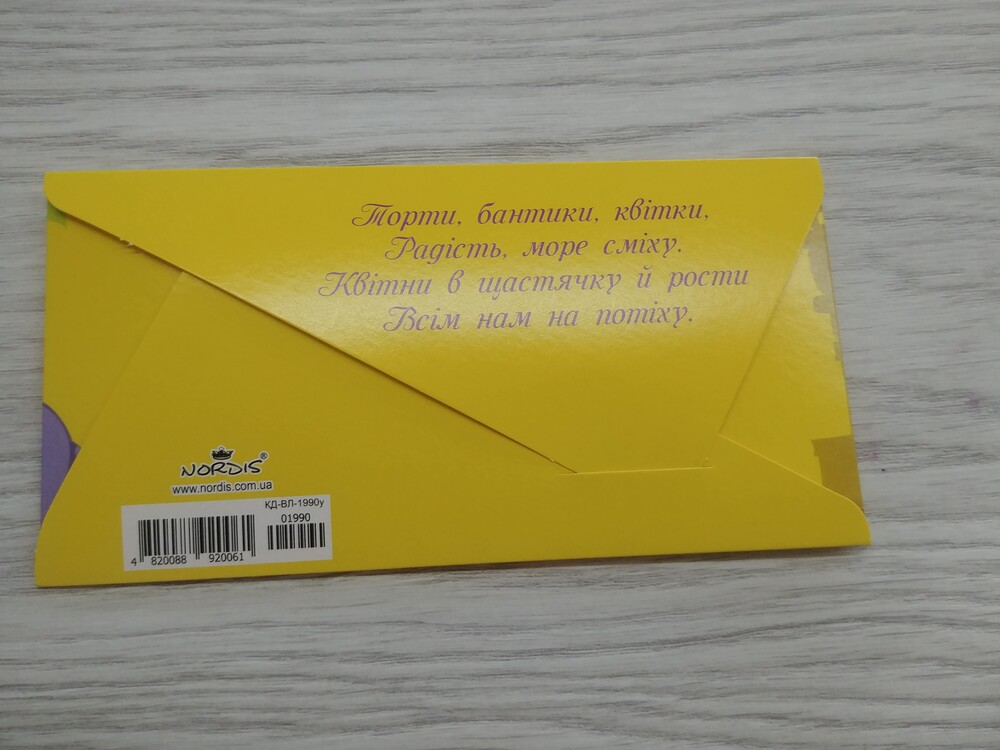 Торти, бантики, квітки,
Радість, море сміху.
Квітни в щастячку й рости
Всім нам на потіху.
NORDIS®
www.nordis.com.ua
КД-ВЛ-1990у
01990
4 820088 920061